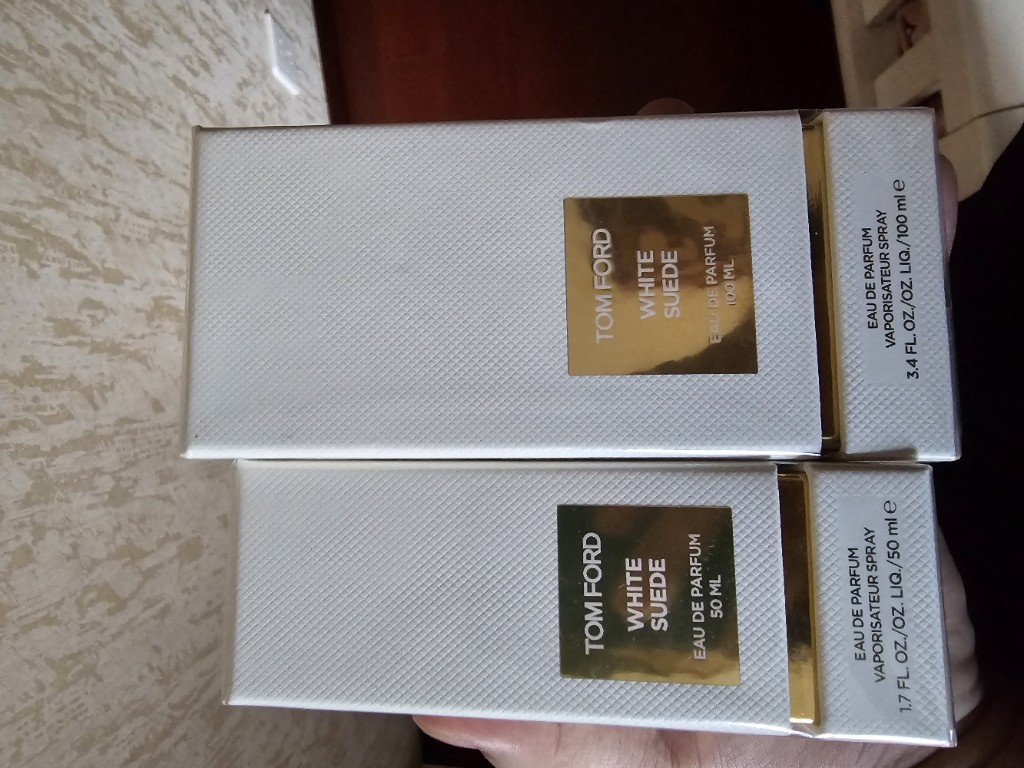 TOM FORD
WHITE
SUEDE
EAU DE PARFUM
100 ML
EAU DE PARFUM
VAPORISATEUR SPRAY
3.4 FL. OZ./OZ. LIQ./100 ml e
TOM FORD
WHITE
SUEDE
EAU DE PARFUM
50 ML
EAU DE PARFUM
VAPORISATEUR SPRAY
1.7 FL. OZ./OZ. LIQ./50 ml e